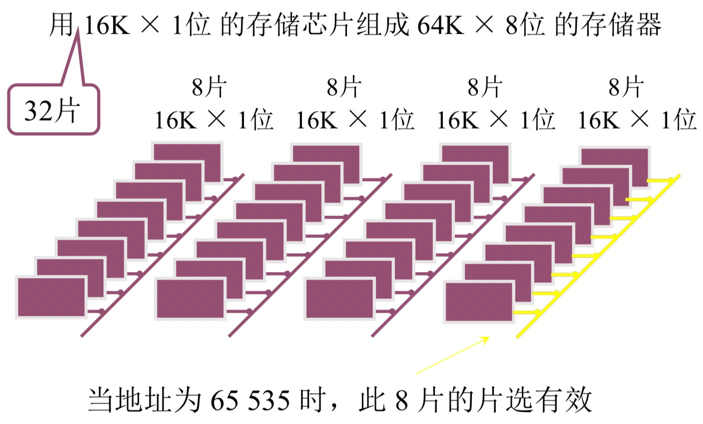 用 16K × 1位 的存储芯片组成 64K × 8位 的存储器
32片
8片 8片 8片 8片
16K × 1位 16K × 1位 16K × 1位 16K × 1位
当地址为 65 535 时，此 8 片的片选有效